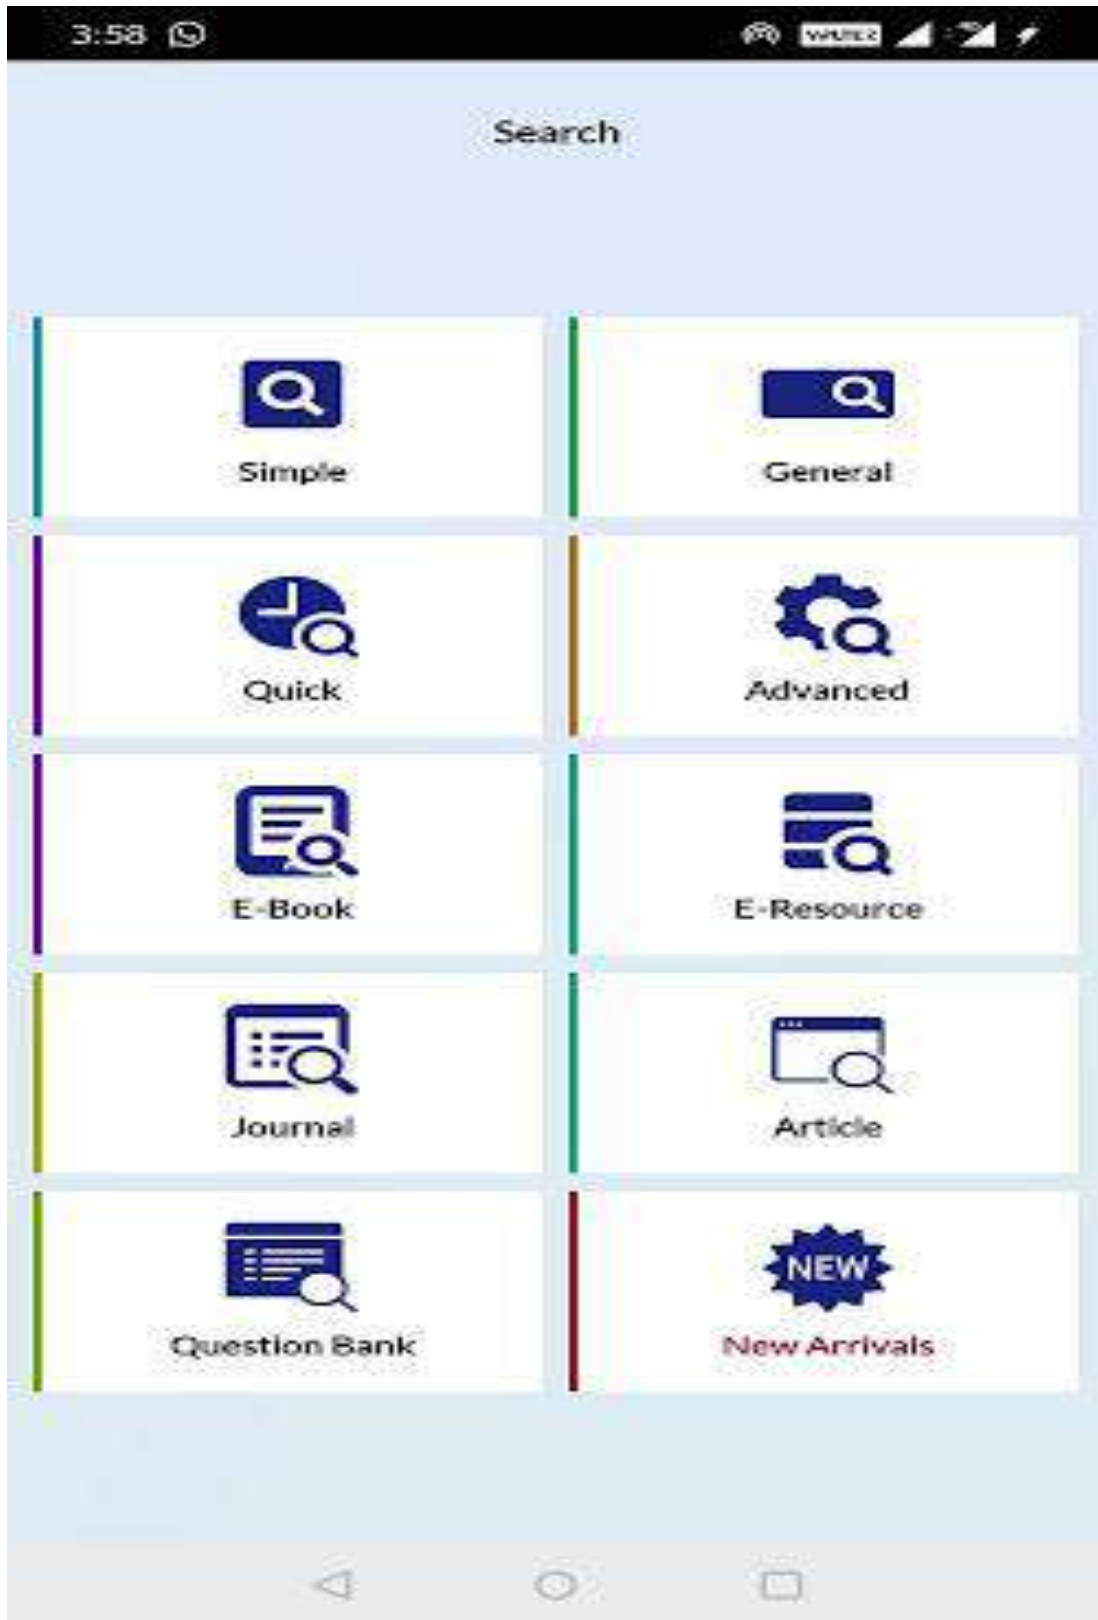 3:58
Search
Simple
General
Quick
Advanced
E-Book
E-Resource
Journal
Article
Question Bank
NEW
New Arrivals